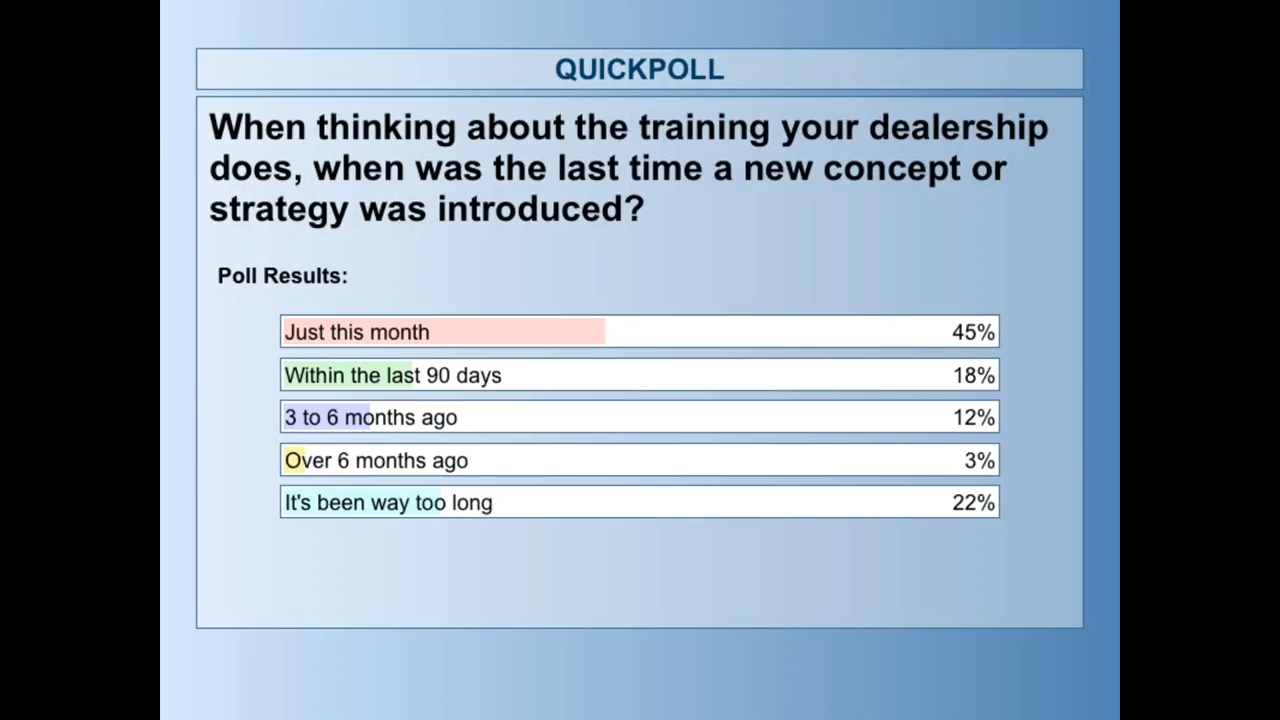 QUICKPOLL
When thinking about the training your dealership
does, when was the last time a new concept or
strategy was introduced?
Poll Results:
Just this month 45%
Within the last 90 days 18%
3 to 6 months ago 12%
Over 6 months ago 3%
It's been way too long 22%